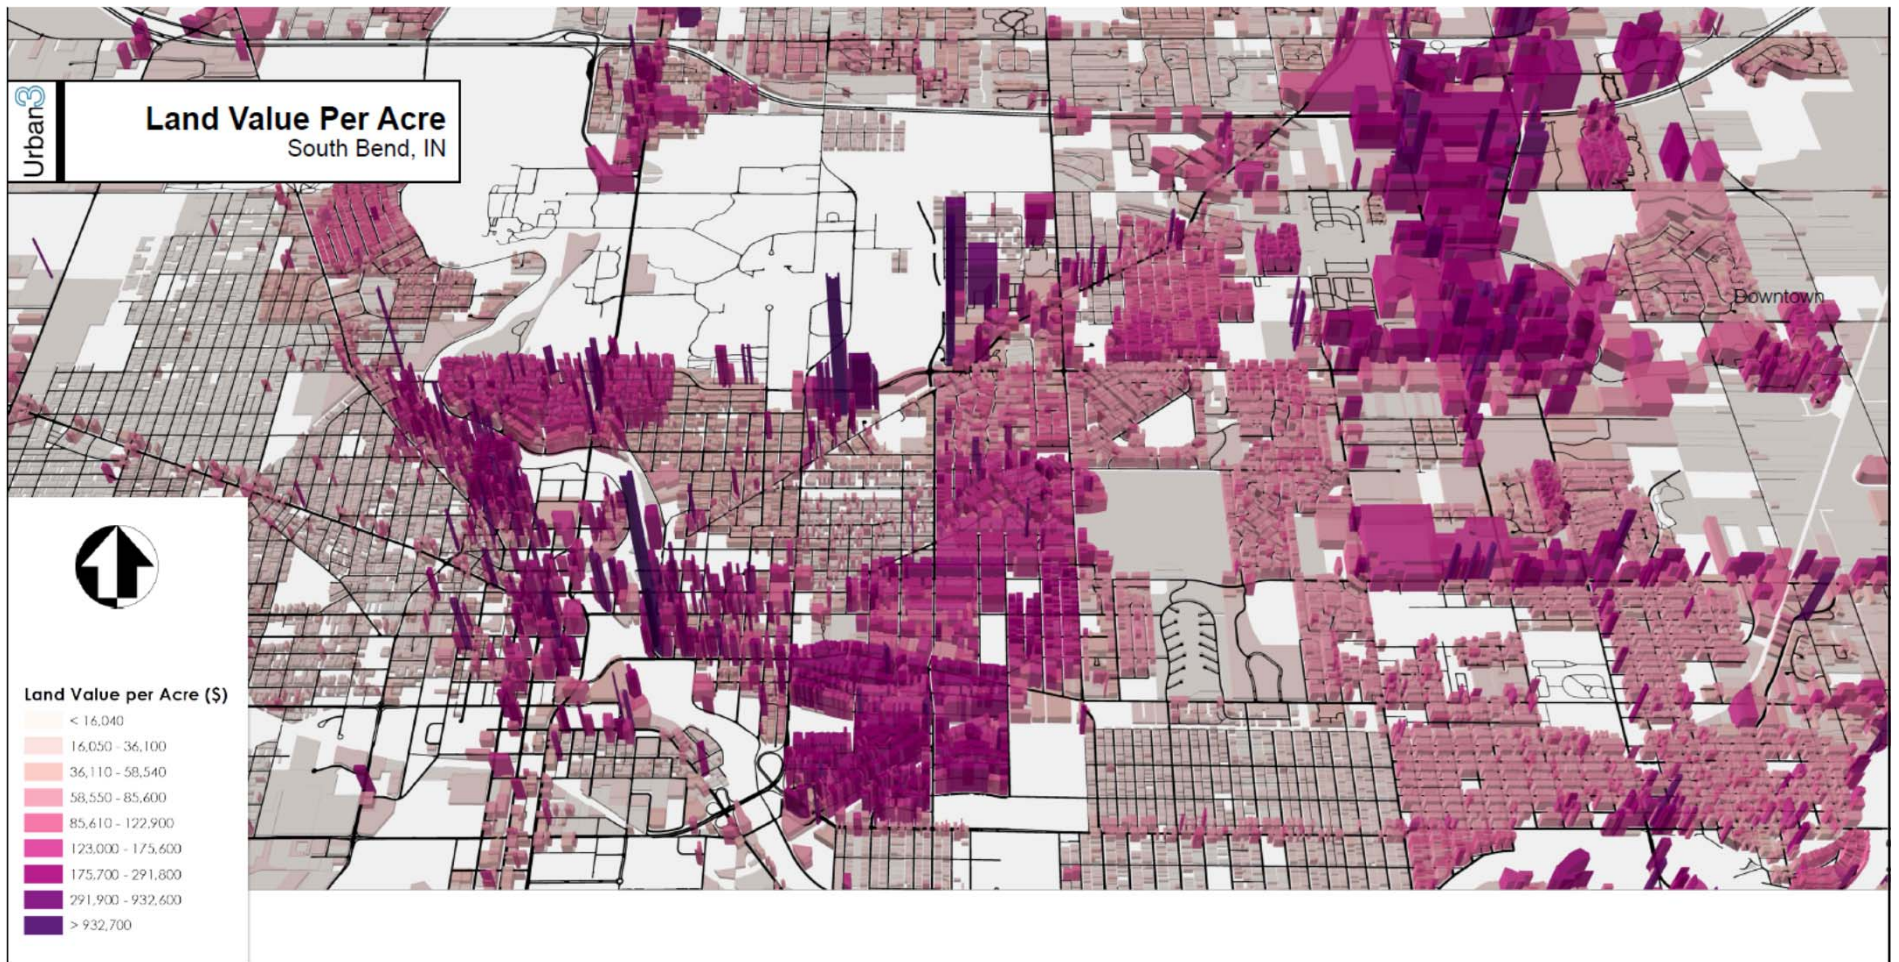 Urban3
Land Value Per Acre
South Bend, IN
Downtown
Land Value per Acre ($)
< 16,040
16,050 - 36,100
36,110 - 58,540
58,550 - 85,600
85,610 - 122,900
123,000 - 175,600
175,700 - 291,800
291,900 - 932,600
> 932,700